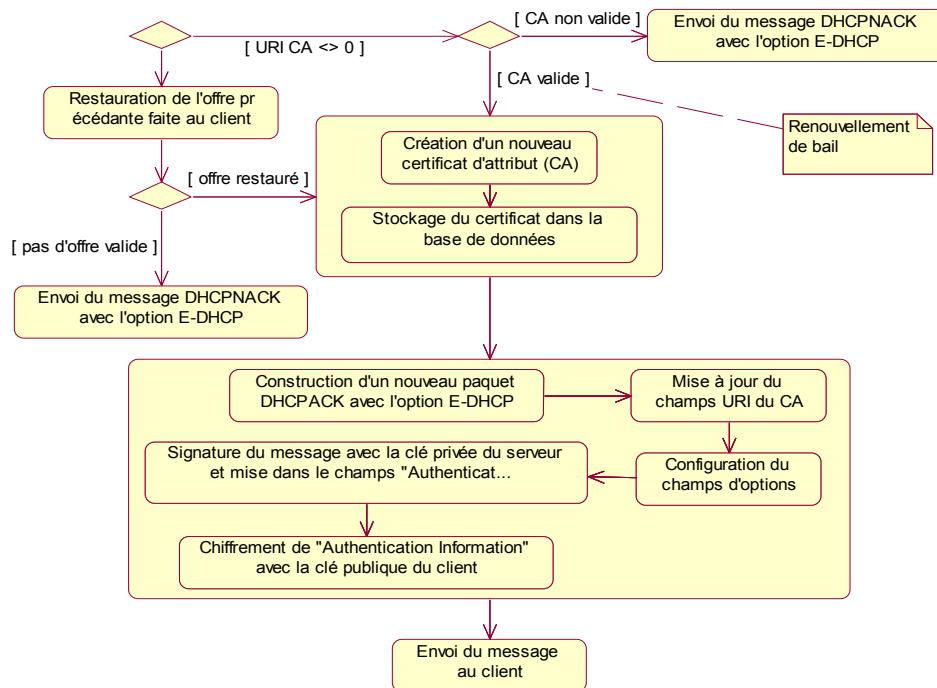 [ CA non valide ]
Envoi du message DHCPNACK
avec l'option E-DHCP
[ URI CA <> 0 ]
[ CA valide ]
Restauration de l'offre pr
écédante faite au client
Renouvellement
de bail
Création d'un nouveau
certificat d'attribut (CA)
[ offre restauré ]
Stockage du certificat dans la
base de données
[ pas d'offre valide ]
Envoi du message DHCPNACK
avec l'option E-DHCP
Construction d'un nouveau paquet
DHCPACK avec l'option E-DHCP
Mise à jour du
champs URI du CA
Signature du message avec la clé privée du serveur
et mise dans le champs "Authenticat...
Configuration du
champs d'options
Chiffrement de "Authentication Information"
avec la clé publique du client
Envoi du message
au client